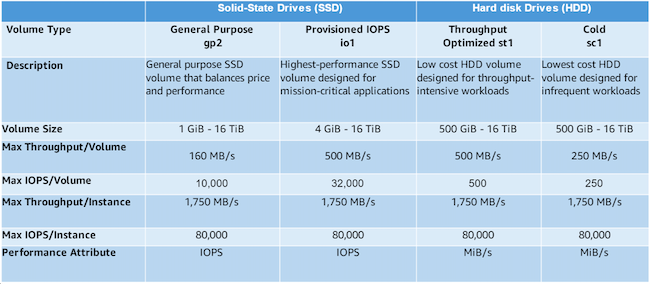 Solid-State Drives (SSD) Hard disk Drives (HDD)
Volume Type General Purpose gp2 Provisioned IOPS io1 Throughput Optimized st1 Cold sc1
Description General purpose SSD volume that balances price and performance Highest-performance SSD volume designed for mission-critical applications Low cost HDD volume designed for throughput-intensive workloads Lowest cost HDD volume designed for infrequent workloads
Volume Size 1 GiB - 16 TiB 4 GiB - 16 TiB 500 GiB - 16 TiB 500 GiB - 16 TiB
Max Throughput/Volume 160 MB/s 500 MB/s 500 MB/s 250 MB/s
Max IOPS/Volume 10,000 32,000 500 250
Max Throughput/Instance 1,750 MB/s 1,750 MB/s 1,750 MB/s 1,750 MB/s
Max IOPS/Instance 80,000 80,000 80,000 80,000
Performance Attribute IOPS IOPS MiB/s MiB/s